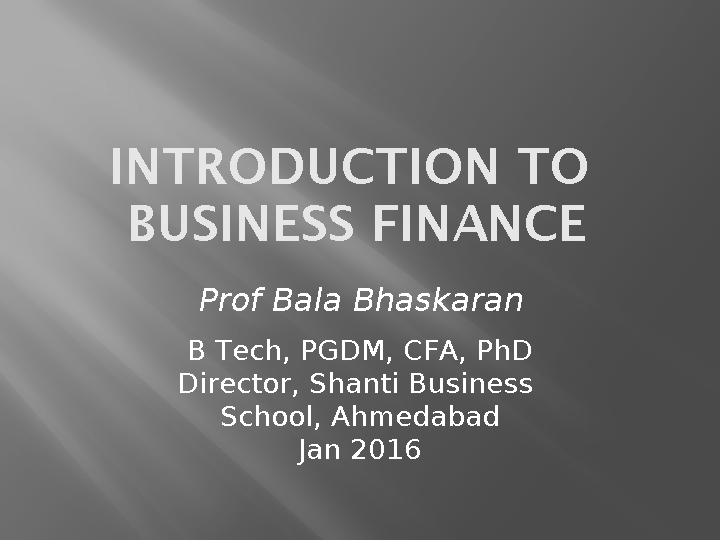 INTRODUCTION TO
BUSINESS FINANCE
Prof Bala Bhaskaran
B Tech, PGDM, CFA, PhD
Director, Shanti Business
School, Ahmedabad
Jan 2016